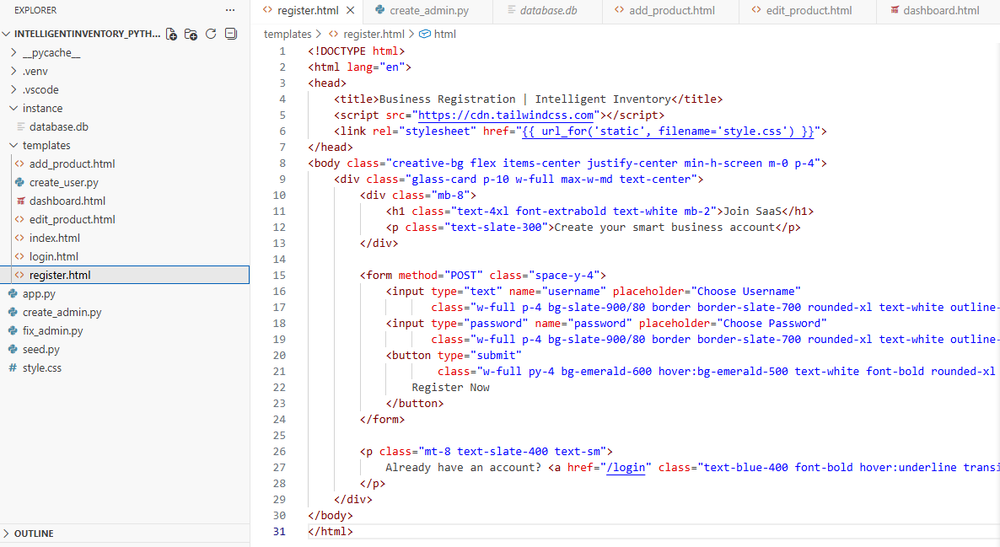 EXPLORER
INTELLIGENTINVENTORY_PYTH...
__pycache__
.venv
.vscode
instance
database.db
templates
add_product.html
create_user.py
dashboard.html
edit_product.html
index.html
login.html
register.html
app.py
create_admin.py
fix_admin.py
seed.py
# style.css
OUTLINE
register.html create_admin.py database.db add_product.html edit_product.html dashboard.html
templates > register.html > html
1 <!DOCTYPE html>
2 <html lang="en">
3 <head>
4 <title>Business Registration | Intelligent Inventory</title>
5 <script src="https://cdn.tailwindcss.com"></script>
6 <link rel="stylesheet" href="{{ url_for('static', filename='style.css') }}">
7 </head>
8 <body class="creative-bg flex items-center justify-center min-h-screen m-0 p-4">
9 <div class="glass-card p-10 w-full max-w-md text-center">
10 <div class="mb-8">
11 <h1 class="text-4xl font-extrabold text-white mb-2">Join SaaS</h1>
12 <p class="text-slate-300">Create your smart business account</p>
13 </div>
14
15 <form method="POST" class="space-y-4">
16 <input type="text" name="username" placeholder="Choose Username"
17 class="w-full p-4 bg-slate-900/80 border border-slate-700 rounded-xl text-white outline-
18 <input type="password" name="password" placeholder="Choose Password"
19 class="w-full p-4 bg-slate-900/80 border border-slate-700 rounded-xl text-white outline-
20 <button type="submit"
21 class="w-full py-4 bg-emerald-600 hover:bg-emerald-500 text-white font-bold rounded-xl
22 Register Now
23 </button>
24 </form>
25
26 <p class="mt-8 text-slate-400 text-sm">
27 Already have an account? <a href="/login" class="text-blue-400 font-bold hover:underline transi
28 </p>
29 </div>
30 </body>
31 </html>